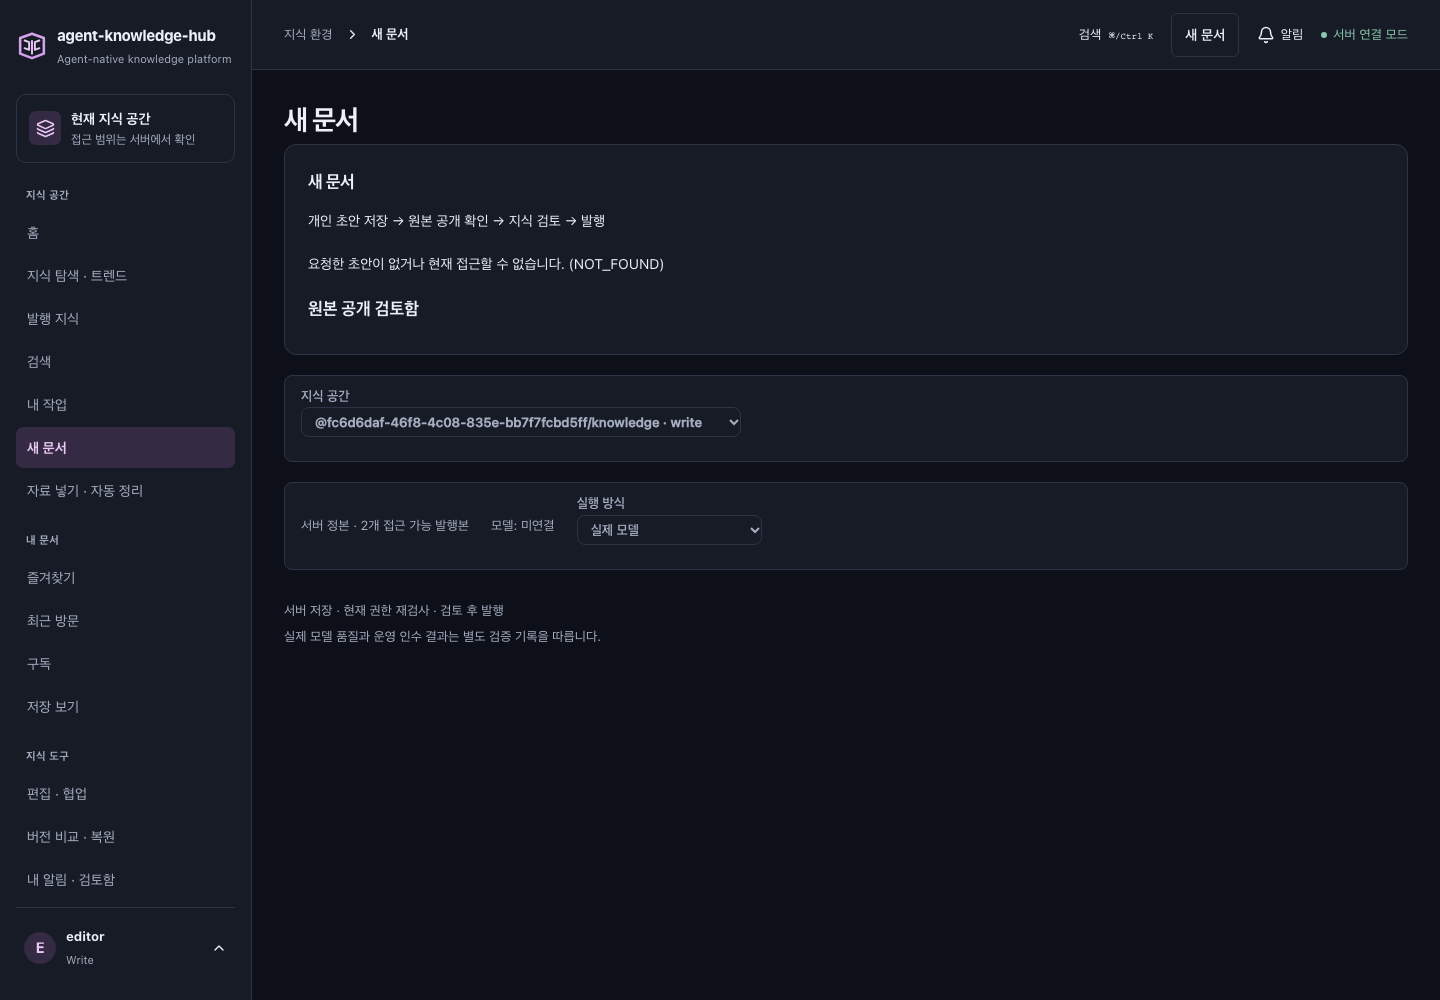 agent-knowledge-hub
Agent-native knowledge platform
현재 지식 공간
접근 범위는 서버에서 확인
지식 공간
홈
지식 탐색 · 트렌드
발행 지식
검색
내 작업
새 문서
자료 넣기 · 자동 정리
내 문서
즐겨찾기
최근 방문
구독
저장 보기
지식 도구
편집 · 협업
버전 비교 · 복원
내 알림 · 검토함
E
editor
Write
지식 환경 > 새 문서
검색 ⌘/Ctrl K
새 문서
알림
서버 연결 모드
새 문서
새 문서
개인 초안 저장 → 원본 공개 확인 → 지식 검토 → 발행
요청한 초안이 없거나 현재 접근할 수 없습니다. (NOT_FOUND)
원본 공개 검토함
지식 공간
@fc6d6daf-46f8-4c08-835e-bb7f7fcbd5ff/knowledge · write
서버 정본 · 2개 접근 가능 발행본
모델: 미연결
실행 방식
실제 모델
서버 저장 · 현재 권한 재검사 · 검토 후 발행
실제 모델 품질과 운영 인수 결과는 별도 검증 기록을 따릅니다.